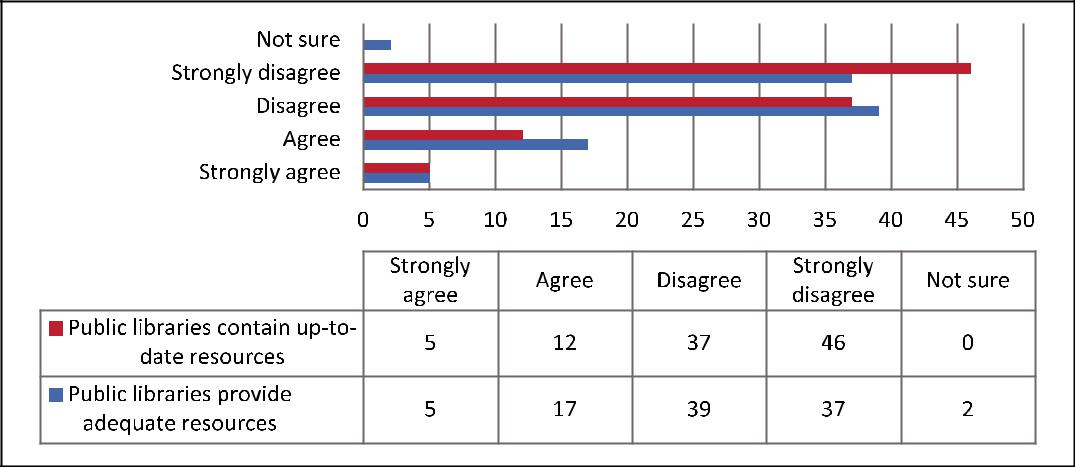 Not sure
Strongly disagree
Disagree
Agree
Strongly agree
0 5 10 15 20 25 30 35 40 45 50
Strongly
agree
Agree
Disagree
Strongly
disagree
Not sure
Public libraries contain up-to-
date resources
5 12 37 46 0
Public libraries provide
adequate resources
5 17 39 37 2